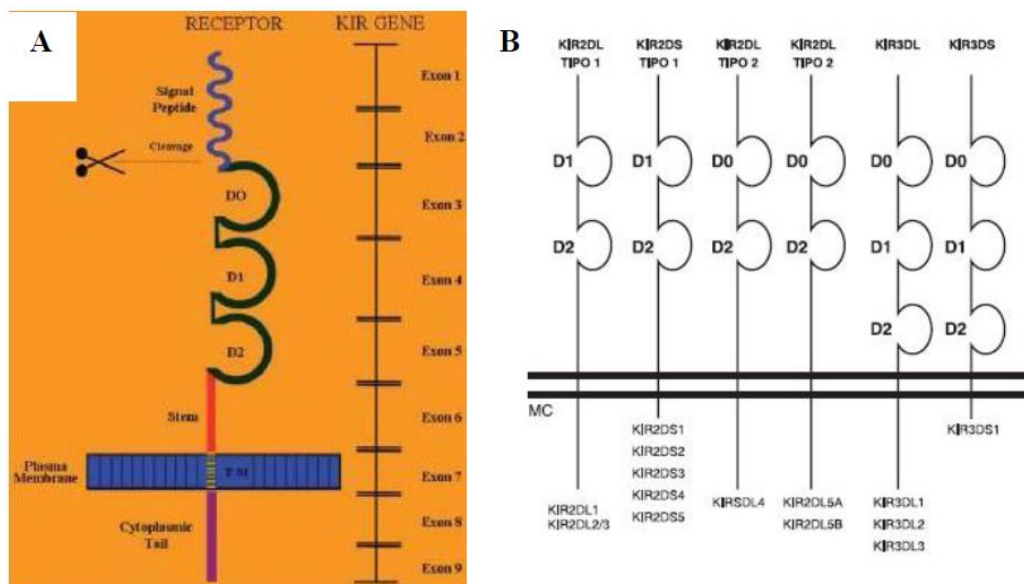 A
RECEPTOR
KIR GENE
Signal
Peptide
Cleavage
DO
D1
D2
Stem
Plasma
Membrane
TM
Cytoplasmic
Tail
Exon 1
Exon 2
Exon 3
Exon 4
Exon 5
Exon 6
Exon 7
Exon 8
Exon 9
B
KIR2DL
TIPO 1
KIR2DS
TIPO 1
KIR2DL
TIPO 2
KIR2DL
TIPO 2
KIR3DL
KIR3DS
D1
D1
D0
D0
D0
D0
D2
D2
D2
D2
D1
D1
D2
D2
MC
KIR2DL1
KIR2DL2/3
KIR2DS1
KIR2DS2
KIR2DS3
KIR2DS4
KIR2DS5
KIRSDL4
KIR2DL5A
KIR2DL5B
KIR3DL1
KIR3DL2
KIR3DL3
KIR3DS1